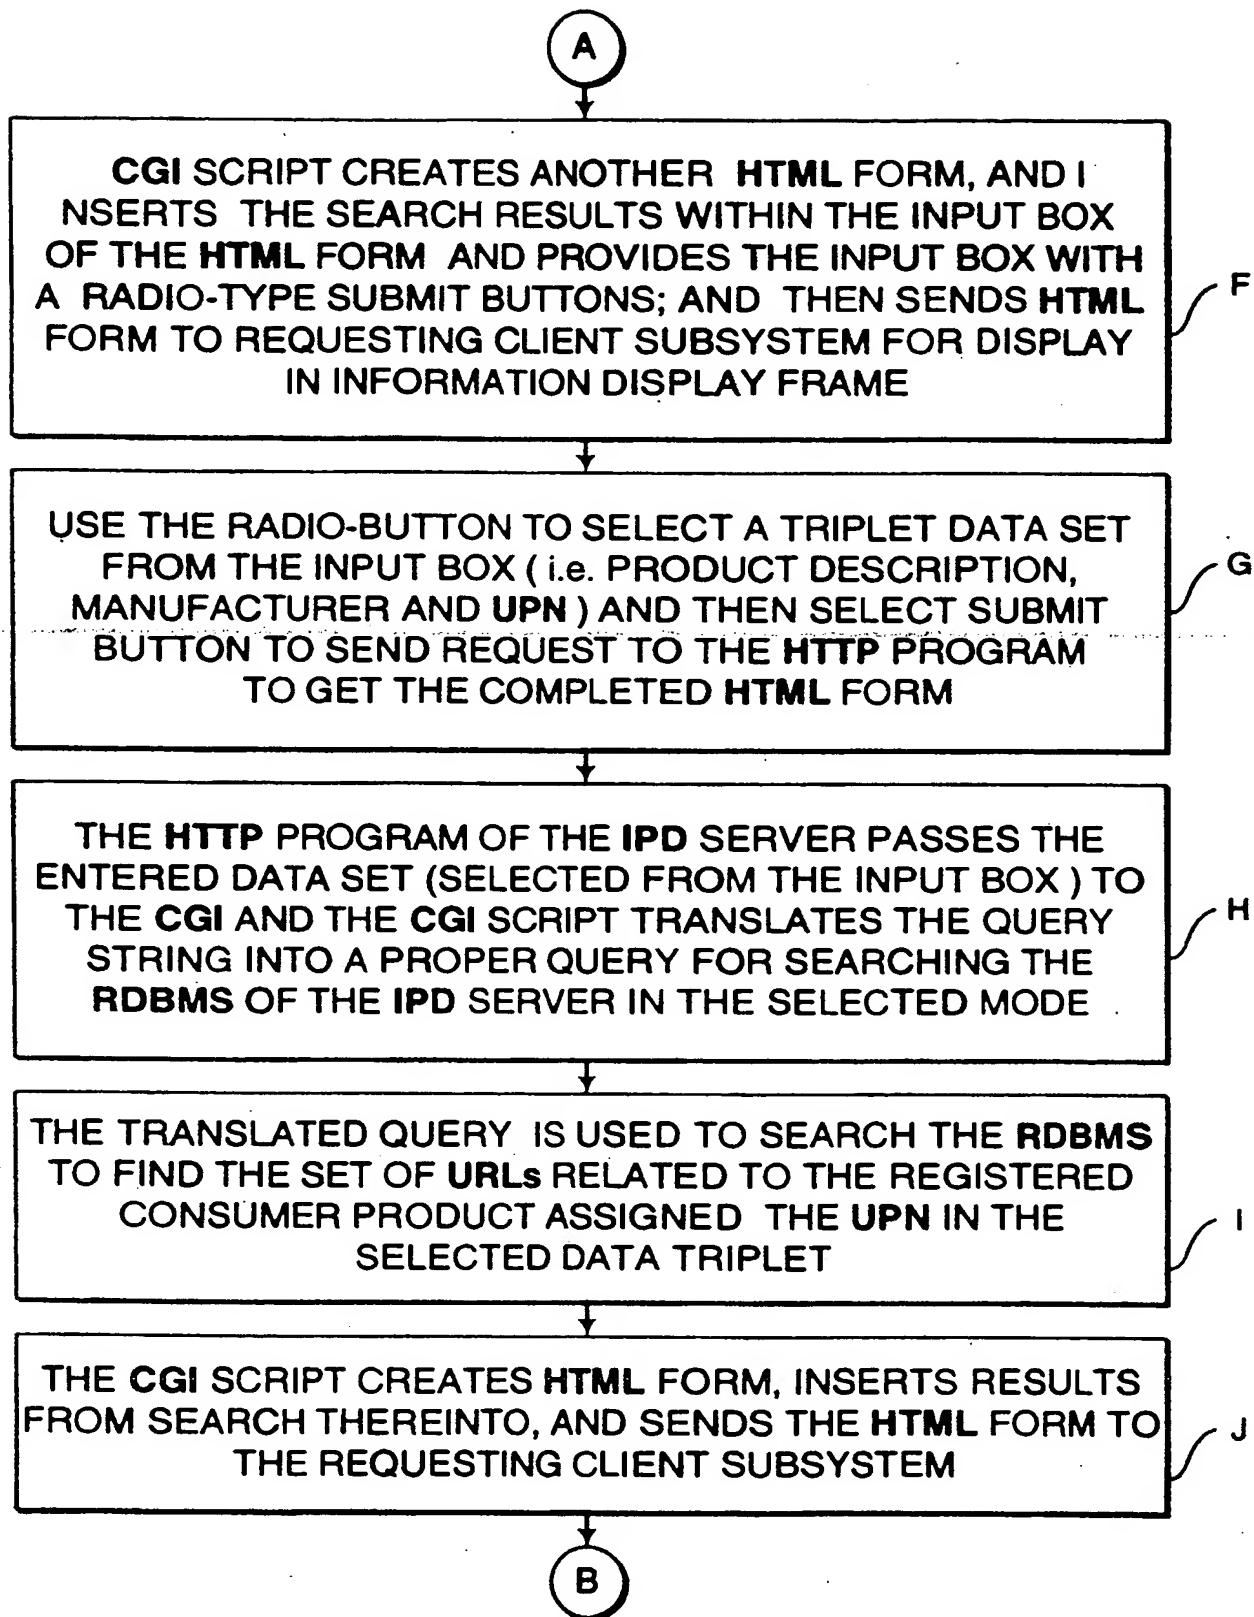 A
CGI SCRIPT CREATES ANOTHER HTML FORM, AND I
NSERTS THE SEARCH RESULTS WITHIN THE INPUT BOX
OF THE HTML FORM AND PROVIDES THE INPUT BOX WITH
A RADIO-TYPE SUBMIT BUTTONS; AND THEN SENDS HTML
FORM TO REQUESTING CLIENT SUBSYSTEM FOR DISPLAY
IN INFORMATION DISPLAY FRAME
F
USE THE RADIO-BUTTON TO SELECT A TRIPLET DATA SET
FROM THE INPUT BOX ( i.e. PRODUCT DESCRIPTION,
MANUFACTURER AND UPN ) AND THEN SELECT SUBMIT
BUTTON TO SEND REQUEST TO THE HTTP PROGRAM
TO GET THE COMPLETED HTML FORM
G
THE HTTP PROGRAM OF THE IPD SERVER PASSES THE
ENTERED DATA SET (SELECTED FROM THE INPUT BOX ) TO
THE CGI AND THE CGI SCRIPT TRANSLATES THE QUERY
STRING INTO A PROPER QUERY FOR SEARCHING THE
RDBMS OF THE IPD SERVER IN THE SELECTED MODE
H
THE TRANSLATED QUERY IS USED TO SEARCH THE RDBMS
TO FIND THE SET OF URLs RELATED TO THE REGISTERED
CONSUMER PRODUCT ASSIGNED THE UPN IN THE
SELECTED DATA TRIPLET
I
THE CGI SCRIPT CREATES HTML FORM, INSERTS RESULTS
FROM SEARCH THEREINTO, AND SENDS THE HTML FORM TO
THE REQUESTING CLIENT SUBSYSTEM
J
B